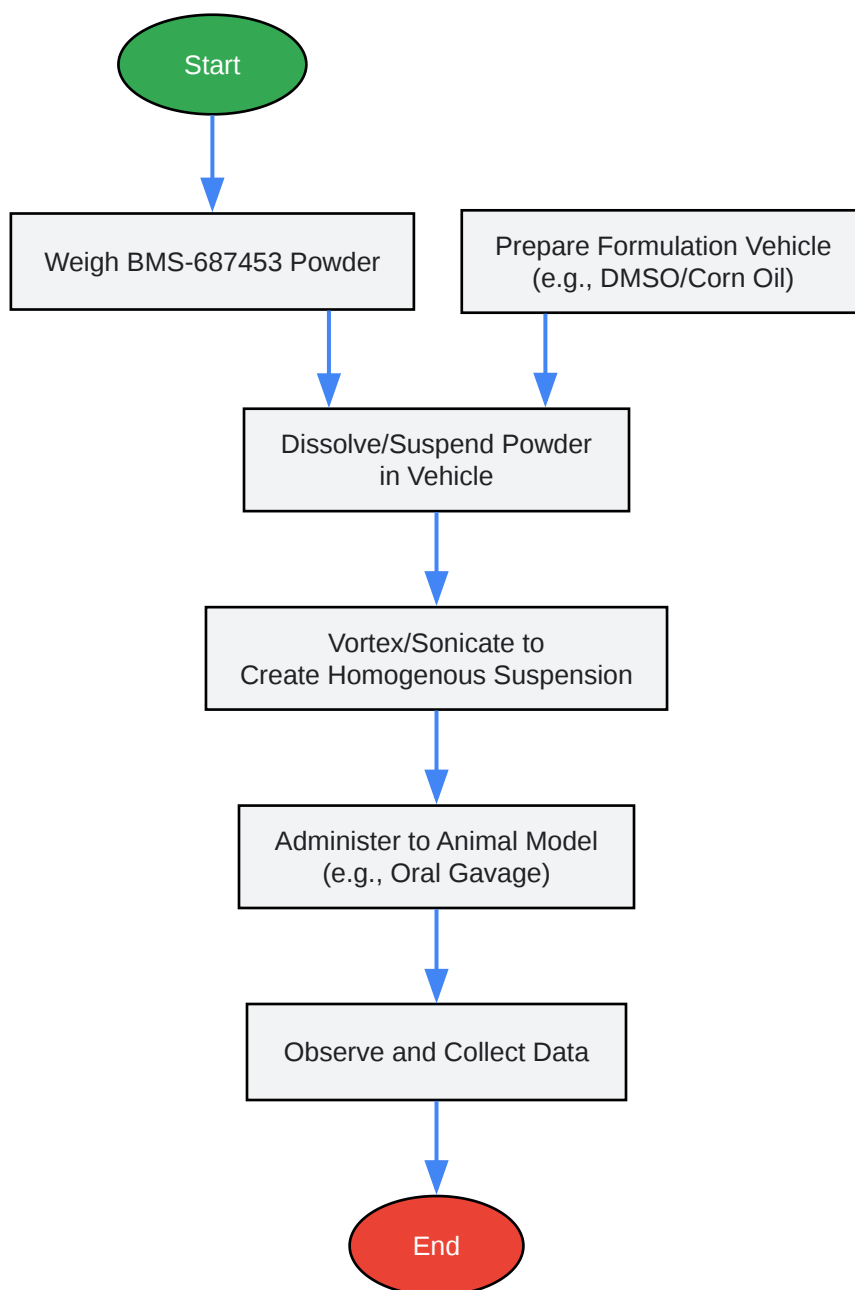 Start
Weigh BMS-687453 Powder
Prepare Formulation Vehicle
(e.g., DMSO/Corn Oil)
Dissolve/Suspend Powder
in Vehicle
Vortex/Sonicate to
Create Homogenous Suspension
Administer to Animal Model
(e.g., Oral Gavage)
Observe and Collect Data
End